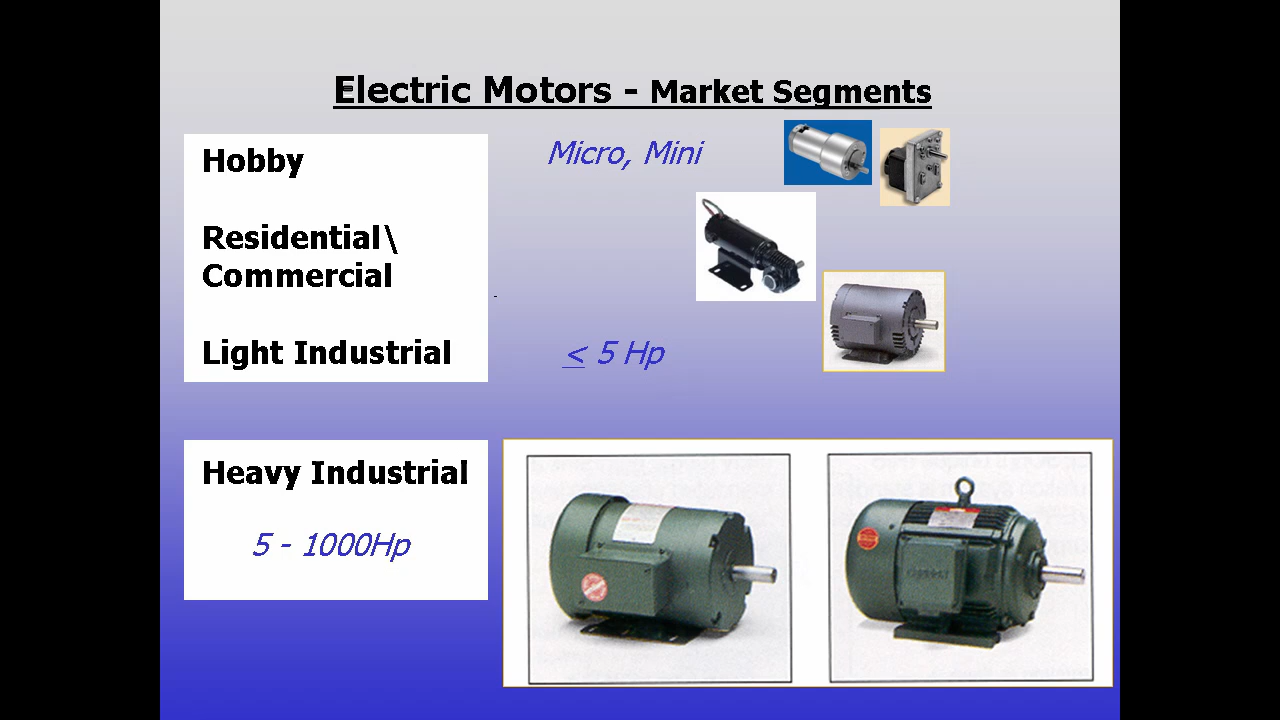 Electric Motors - Market Segments
Hobby
Micro, Mini
Residential\
Commercial
Light Industrial
< 5 Hp
Heavy Industrial
5 - 1000Hp